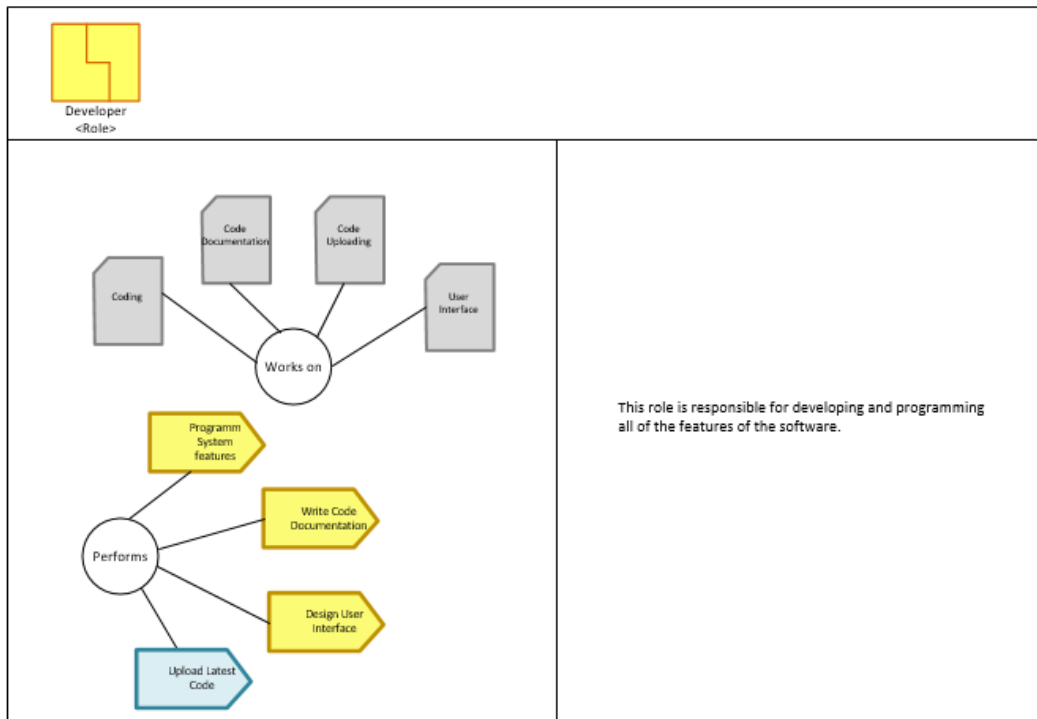 Developer
<Role>
Code
Documentation
Code
Uploading
Coding
User
Interface
Works on
This role is responsible for developing and programming
all of the features of the software.
Programm
System
features
Write Code
Documentation
Performs
Design User
Interface
Upload Latest
Code